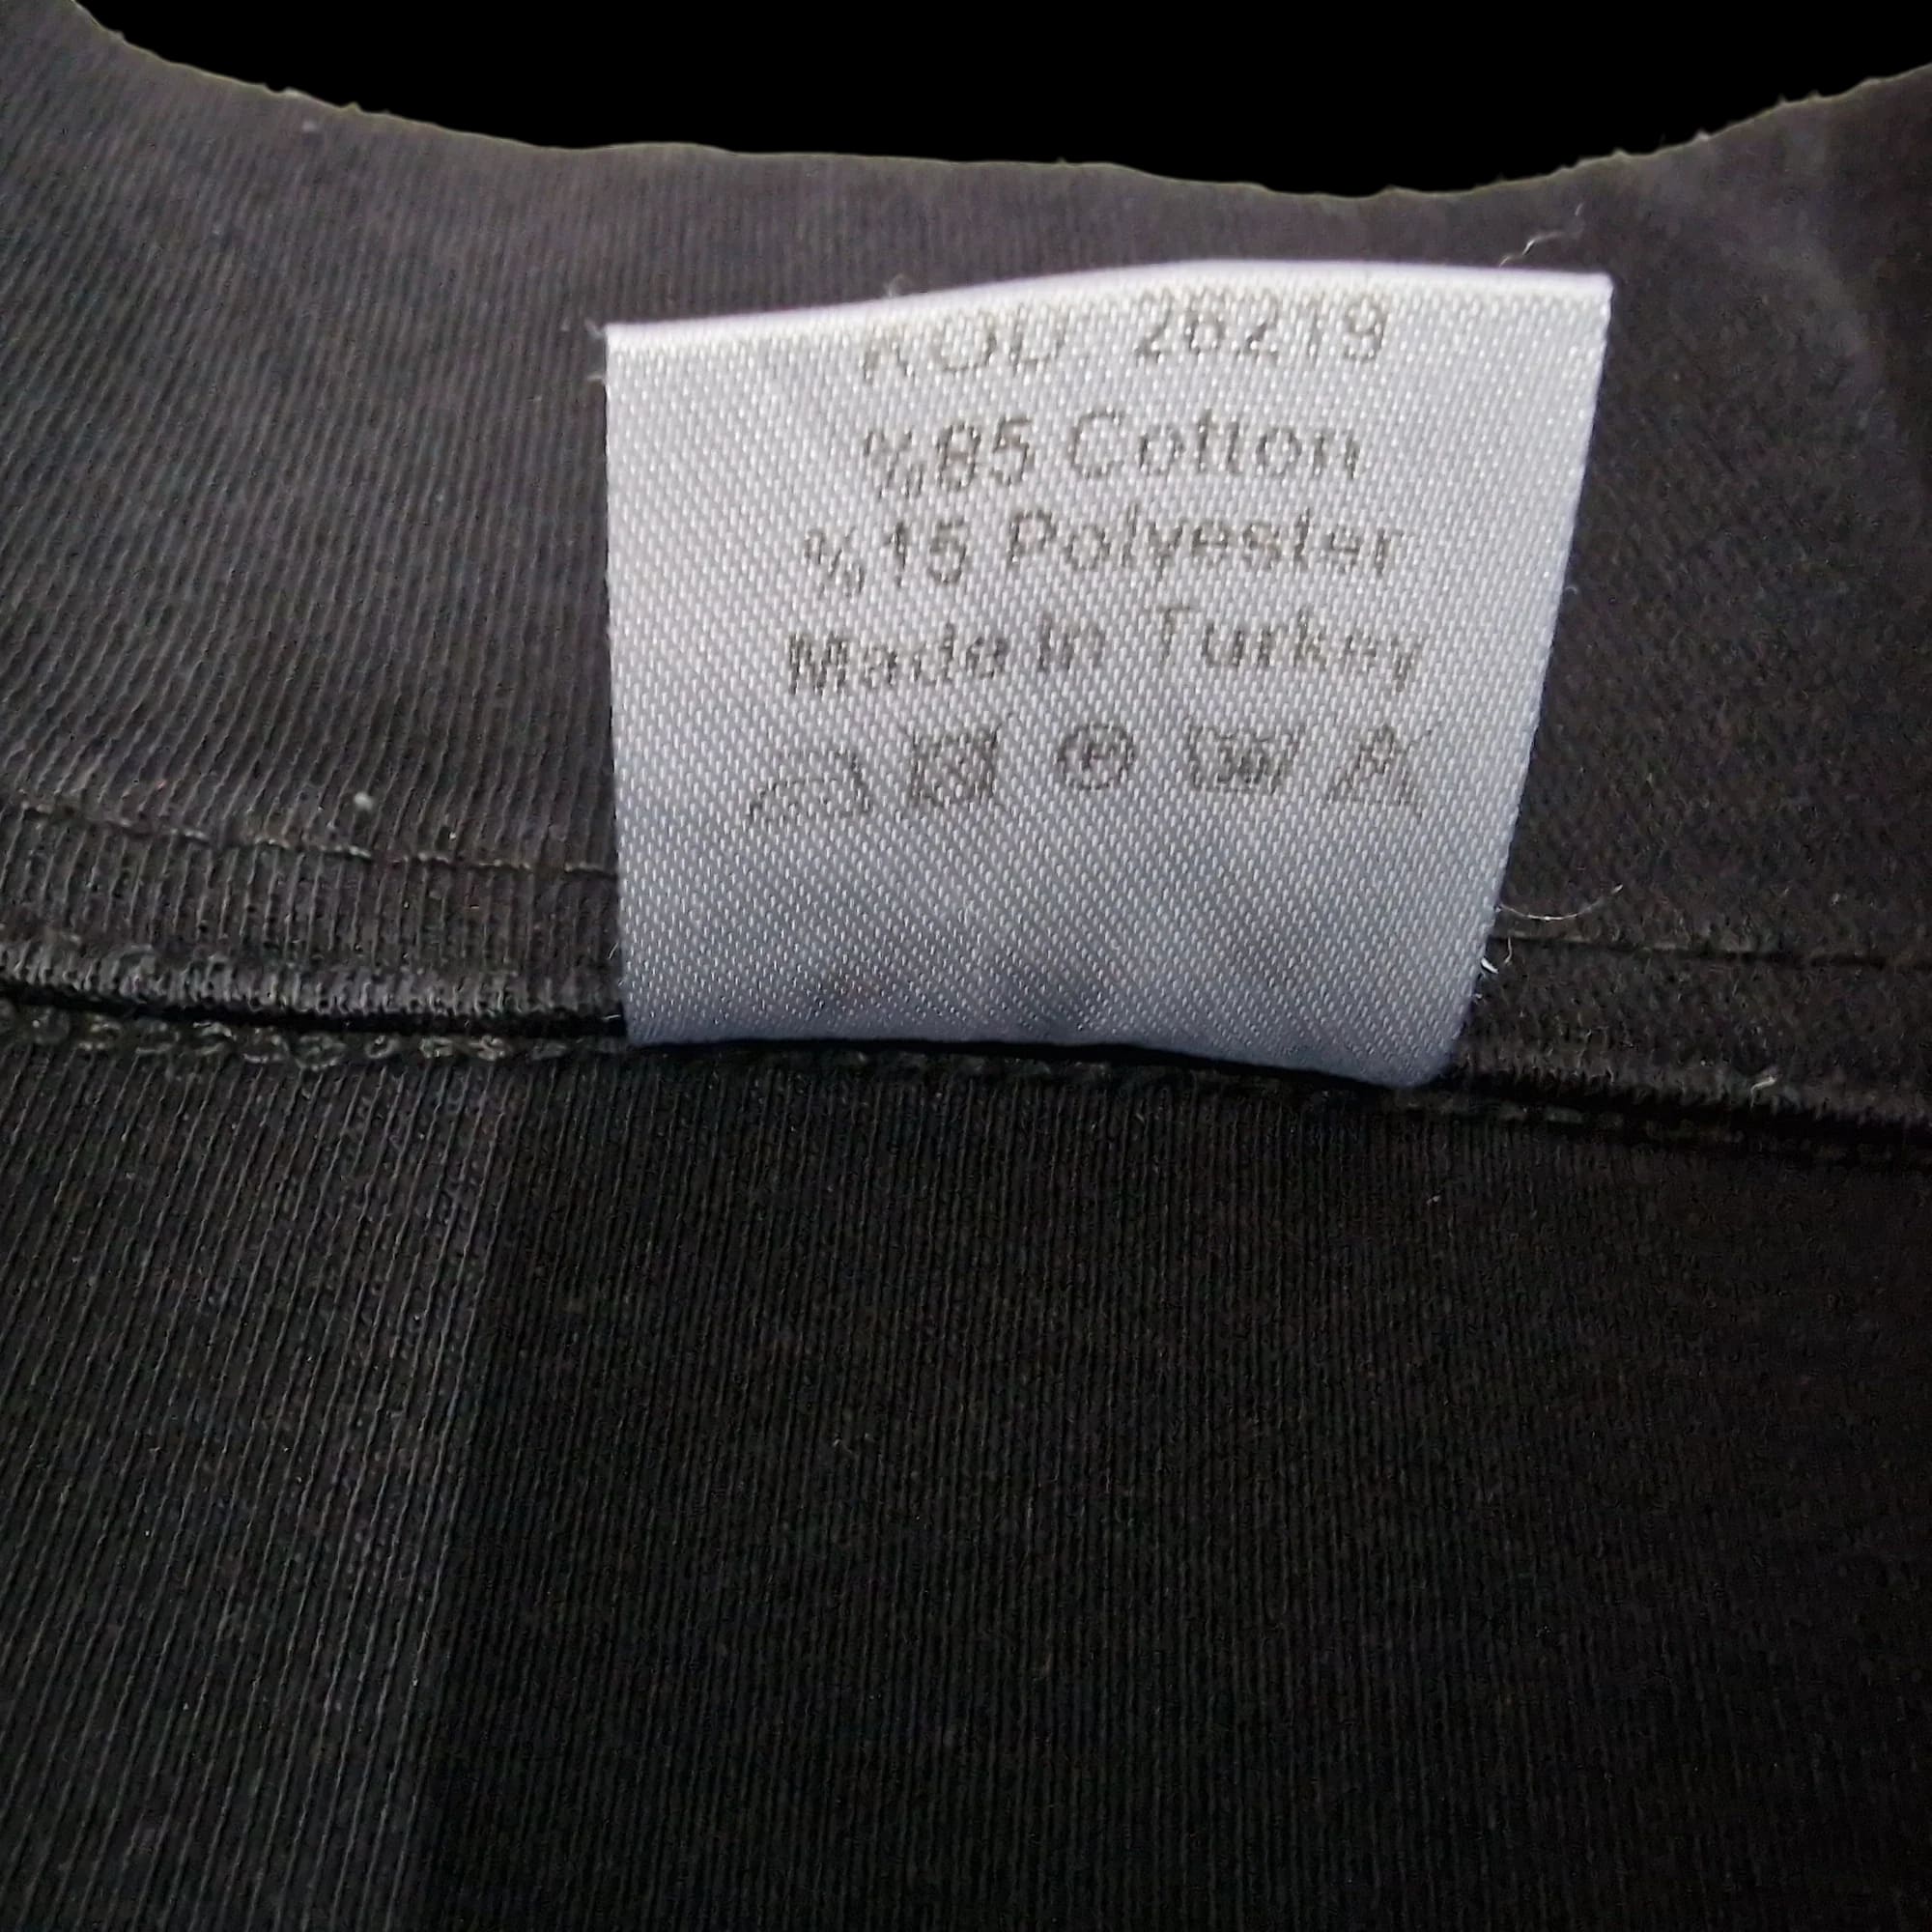 KOD: 26219
%85 Cotton
%15 Polyester
Made In Turkey